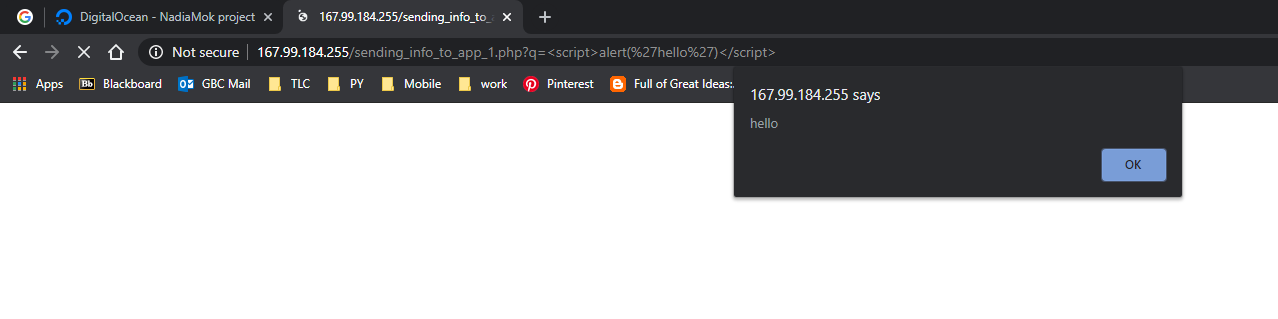 DigitalOcean - NadiaMok project
167.99.184.255/sending_info_to_a
Not secure 167.99.184.255/sending_info_to_app_1.php?q=<script>alert(%27hello%27)</script>
Apps Bb Blackboard GBC Mail TLC PY Mobile work Pinterest Full of Great Ideas:
167.99.184.255 says
hello
OK